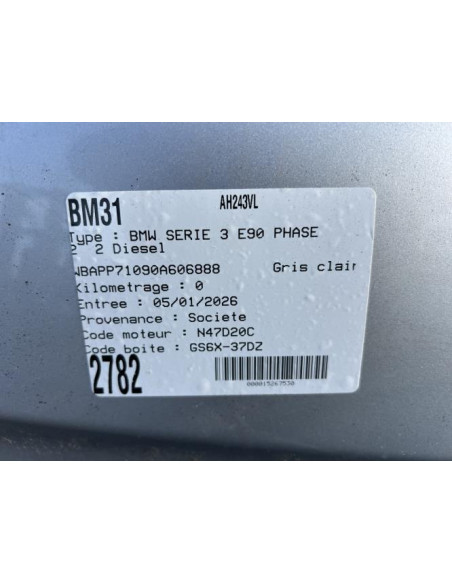 BM31 AH243VL
Type : BMW SERIE 3 E90 PHASE
2 2 Diesel
WBAPP71090A606888 Gris clair
Kilometrage : 0
Entree : 05/01/2026
Provenance : Societe
Code moteur : N47D20C
Code boite : GS6X-37DZ
2782
000015267530